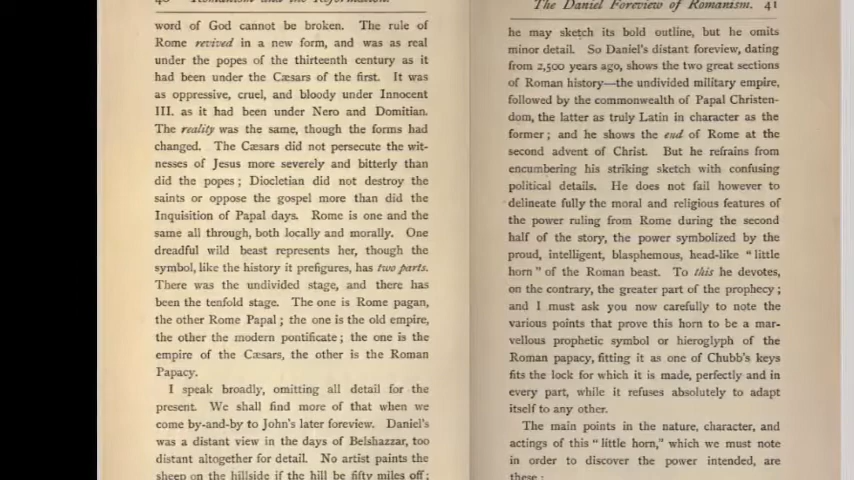 40 Romanism and the Reformation.
word of God cannot be broken. The rule of
Rome revived in a new form, and was as real
under the popes of the thirteenth century as it
had been under the Cæsars of the first. It was
as oppressive, cruel, and bloody under Innocent
III. as it had been under Nero and Domitian.
The reality was the same, though the forms had
changed. The Cæsars did not persecute the wit-
nesses of Jesus more severely and bitterly than
did the popes; Diocletian did not destroy the
saints or oppose the gospel more than did the
Inquisition of Papal days. Rome is one and the
same all through, both locally and morally. One
dreadful wild beast represents her, though the
symbol, like the history it prefigures, has two parts.
There was the undivided stage, and there has
been the tenfold stage. The one is Rome pagan,
the other Rome Papal; the one is the old empire,
the other the modern pontificate; the one is the
empire of the Cæsars, the other is the Roman
Papacy.
I speak broadly, omitting all detail for the
present. We shall find more of that when we
come by-and-by to John's later foreview. Daniel's
was a distant view in the days of Belshazzar, too
distant altogether for detail. No artist paints the
sheep on the hillside if the hill be fifty miles off;
The Daniel Foreview of Romanism. 41
he may sketch its bold outline, but he omits
minor detail. So Daniel's distant foreview, dating
from 2,500 years ago, shows the two great sections
of Roman history—the undivided military empire,
followed by the commonwealth of Papal Christen-
dom, the latter as truly Latin in character as the
former; and he shows the end of Rome at the
second advent of Christ. But he refrains from
encumbering his striking sketch with confusing
political details. He does not fail however to
delineate fully the moral and religious features of
the power ruling from Rome during the second
half of the story, the power symbolized by the
proud, intelligent, blasphemous, head-like "little
horn" of the Roman beast. To this he devotes,
on the contrary, the greater part of the prophecy;
and I must ask you now carefully to note the
various points that prove this horn to be a mar-
vellous prophetic symbol or hieroglyph of the
Roman papacy, fitting it as one of Chubb's keys
fits the lock for which it is made, perfectly and in
every part, while it refuses absolutely to adapt
itself to any other.
The main points in the nature, character, and
actings of this "little horn," which we must note
in order to discover the power intended, are
these: